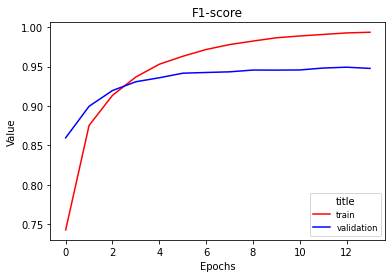 F1-score
1.00
0.95
0.90
0.85
0.80
0.75
Value
0 2 4 6 8 10 12
Epochs
title
train
validation